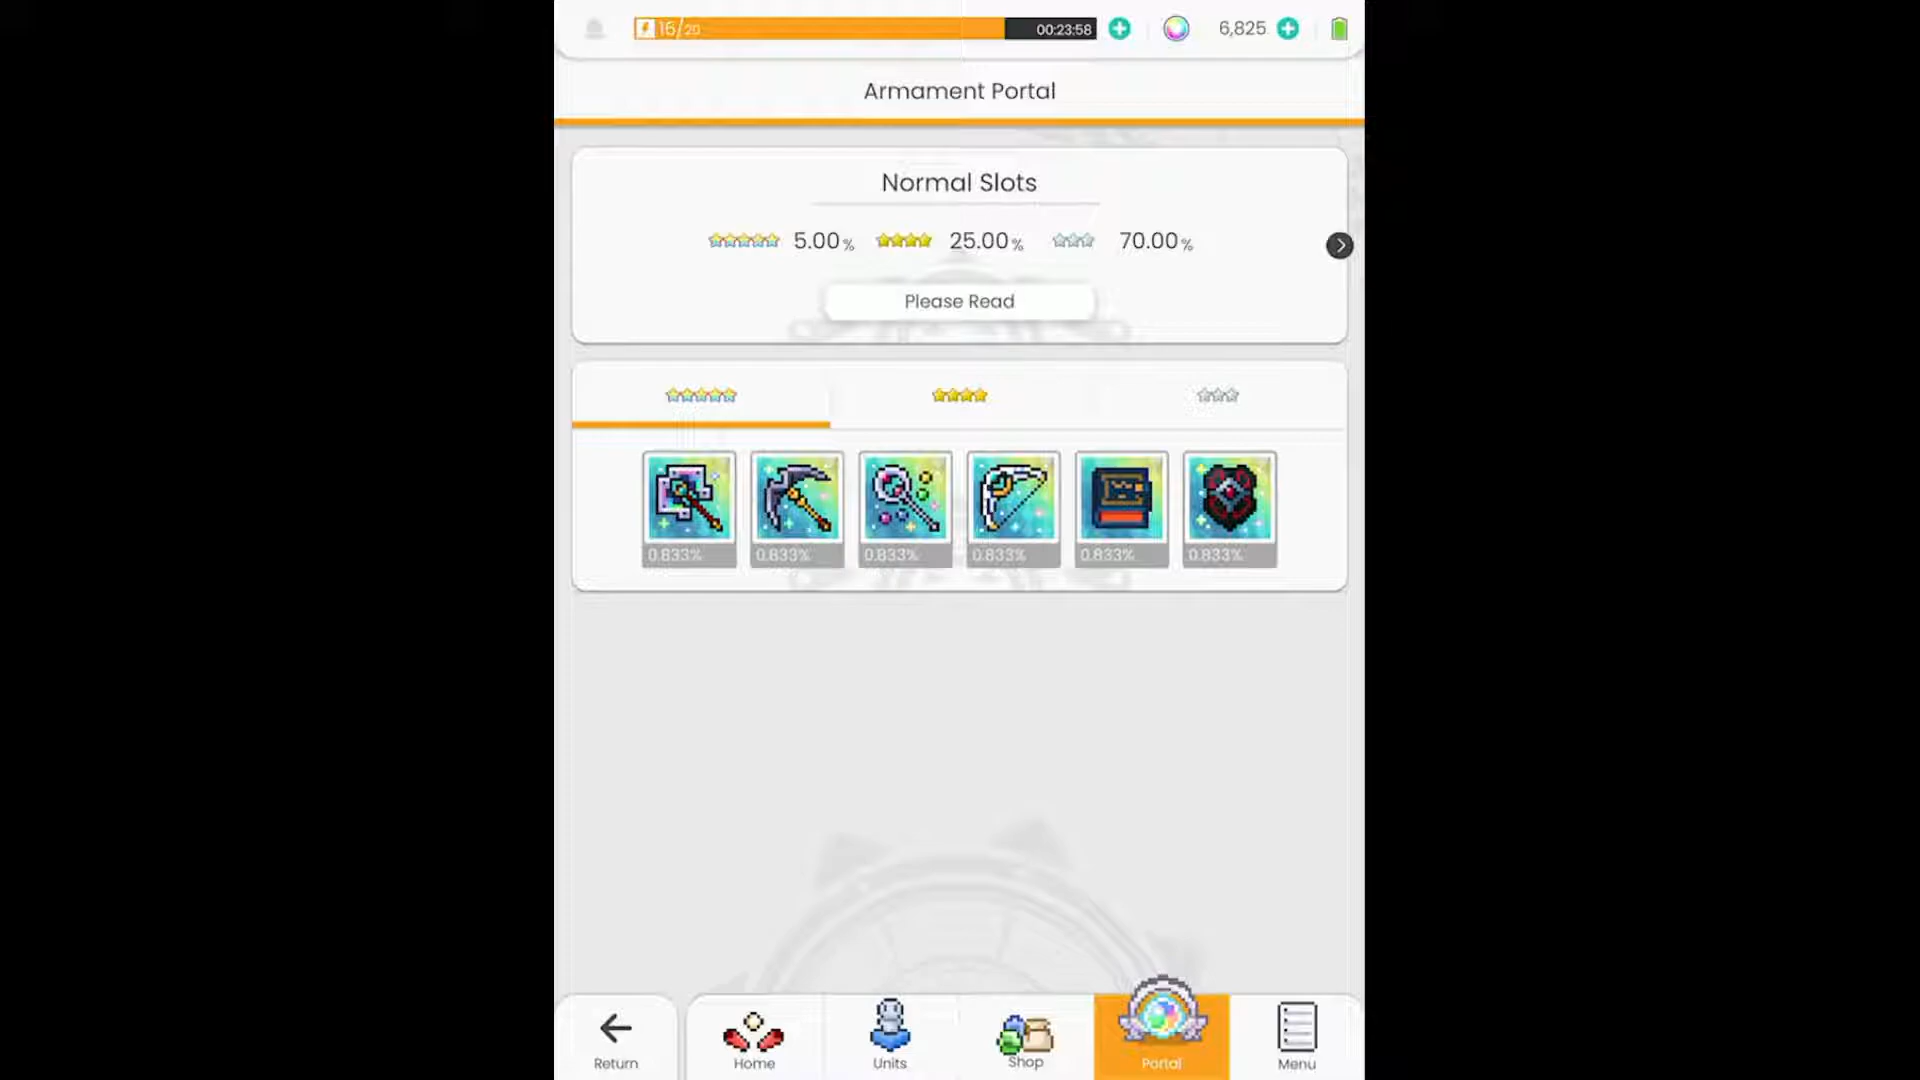 16/20 00:23:58 6,825
Armament Portal
Normal Slots
5.00% 25.00% 70.00%
Please Read
0.833% 0.833% 0.833% 0.833% 0.833% 0.833%
Return Home Units Shop Portal Menu